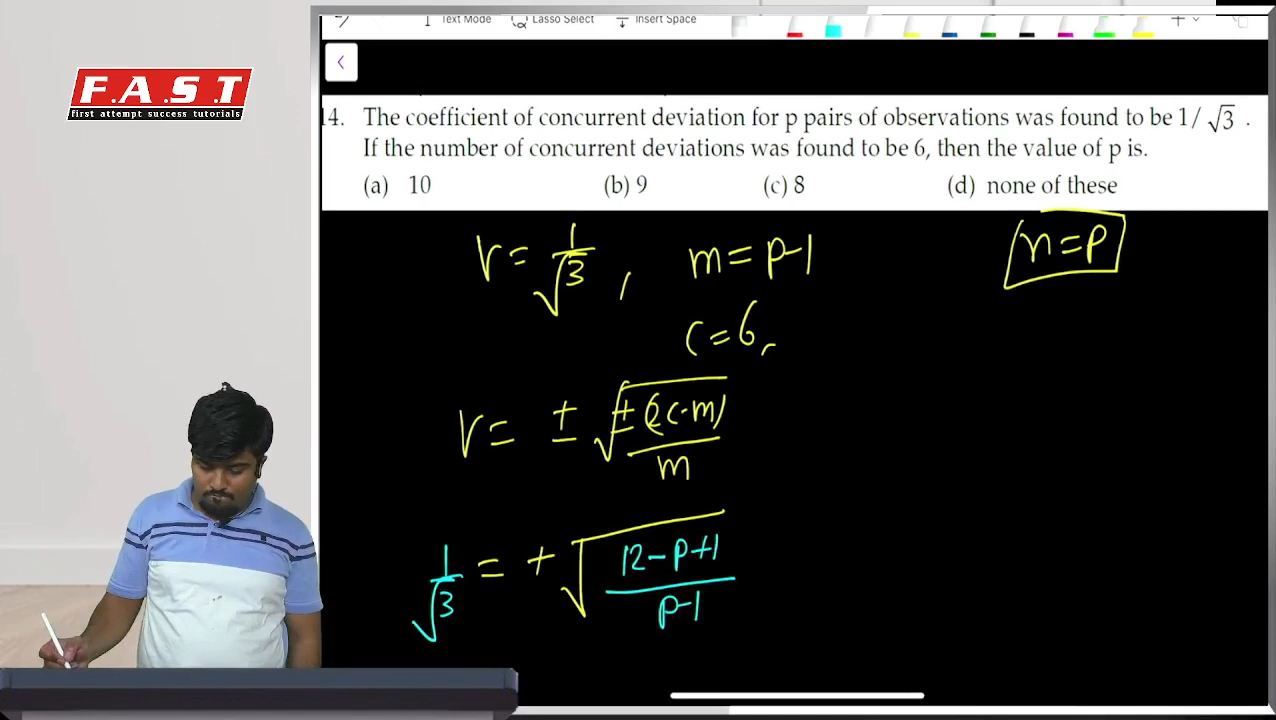 Text Mode Lasso Select Insert Space
F.A.S.T
first attempt success tutorials
14. The coefficient of concurrent deviation for p pairs of observations was found to be 1/ √3 .
If the number of concurrent deviations was found to be 6, then the value of p is.
(a) 10 (b) 9 (c) 8 (d) none of these
r = 1/√3 , m = p-1 n = p
c = 6,
r = ± √(± (2c-m)/m)
1/√3 = + √((12-p+1)/(p-1))